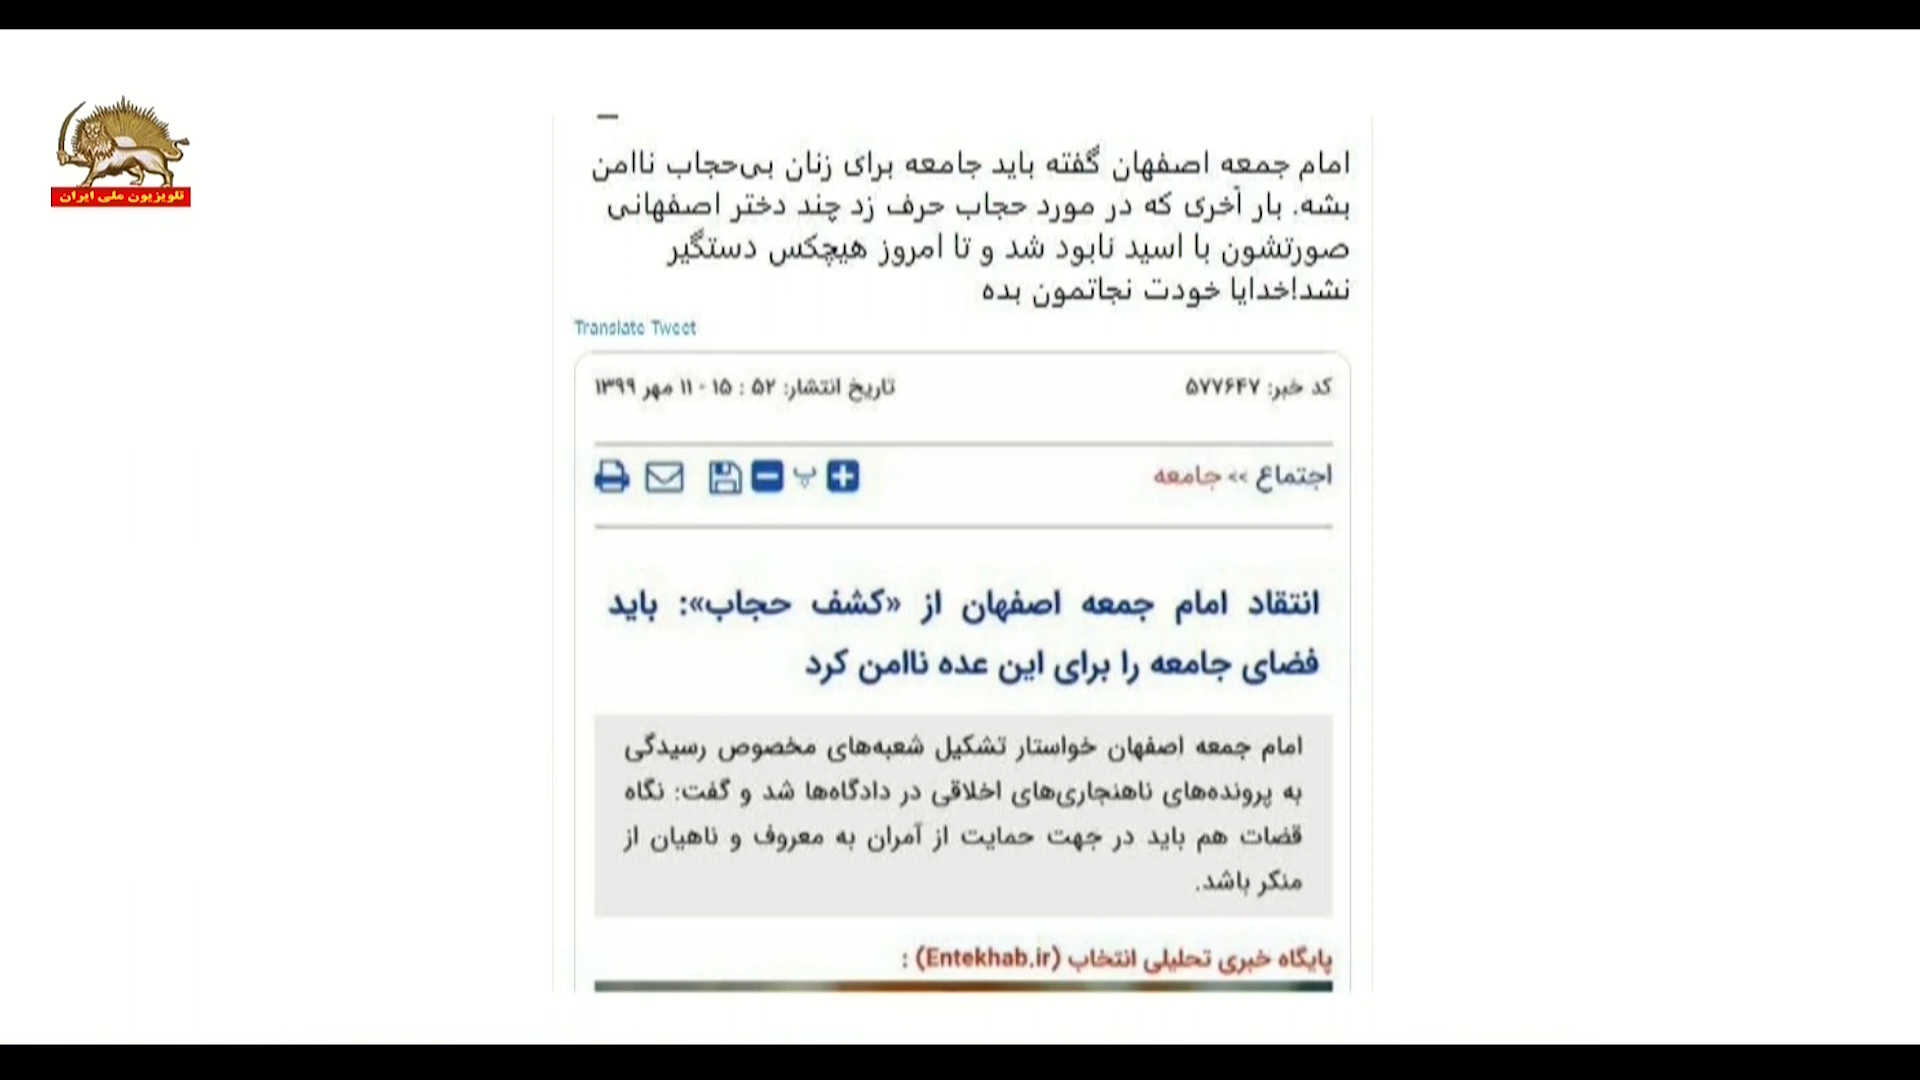 تلویزیون ملی ایران
امام جمعه اصفهان گفته باید جامعه برای زنان بی‌حجاب ناامن
بشه. بار آخری که در مورد حجاب حرف زد چند دختر اصفهانی
صورتشون با اسید نابود شد و تا امروز هیچکس دستگیر
نشد!خدایا خودت نجاتمون بده
Translate Tweet
کد خبر: ۵۷۷۶۴۷ تاریخ انتشار: ۵۲ : ۱۵ - ۱۱ مهر ۱۳۹۹
اجتماع >> جامعه پ
انتقاد امام جمعه اصفهان از «کشف حجاب»: باید
فضای جامعه را برای این عده ناامن کرد
امام جمعه اصفهان خواستار تشکیل شعبه‌های مخصوص رسیدگی
به پرونده‌های ناهنجاری‌های اخلاقی در دادگاه‌ها شد و گفت: نگاه
قضات هم باید در جهت حمایت از آمران به معروف و ناهیان از
منکر باشد.
پایگاه خبری تحلیلی انتخاب (Entekhab.ir) :